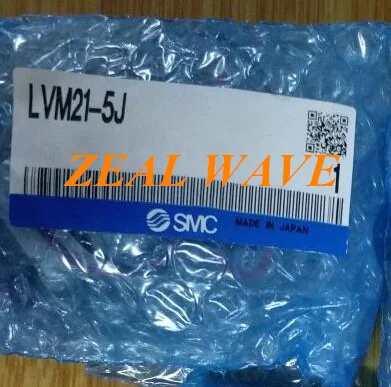 LVM21-5J
ZEAL WAVE
1
SMC MADE IN JAPAN